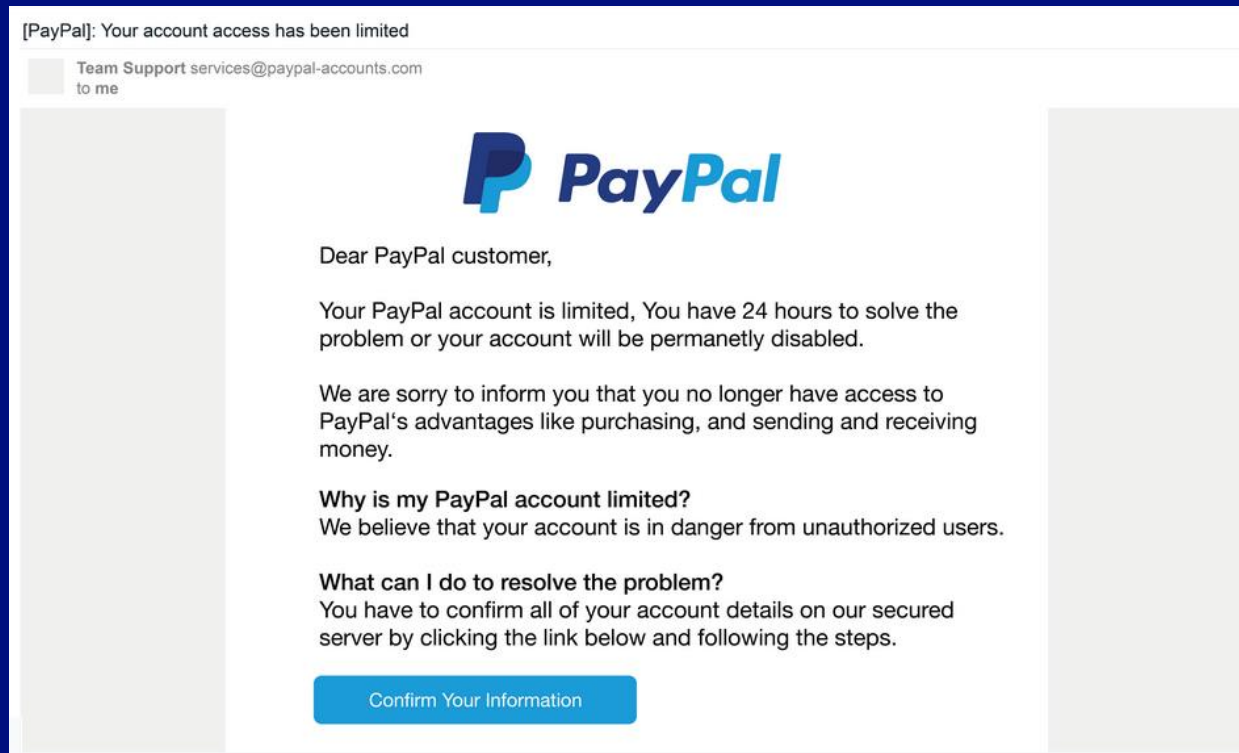 [PayPal]: Your account access has been limited
Team Support services@paypal-accounts.com
to me
PayPal
Dear PayPal customer,
Your PayPal account is limited, You have 24 hours to solve the
problem or your account will be permanetly disabled.
We are sorry to inform you that you no longer have access to
PayPal‘s advantages like purchasing, and sending and receiving
money.
Why is my PayPal account limited?
We believe that your account is in danger from unauthorized users.
What can I do to resolve the problem?
You have to confirm all of your account details on our secured
server by clicking the link below and following the steps.
Confirm Your Information